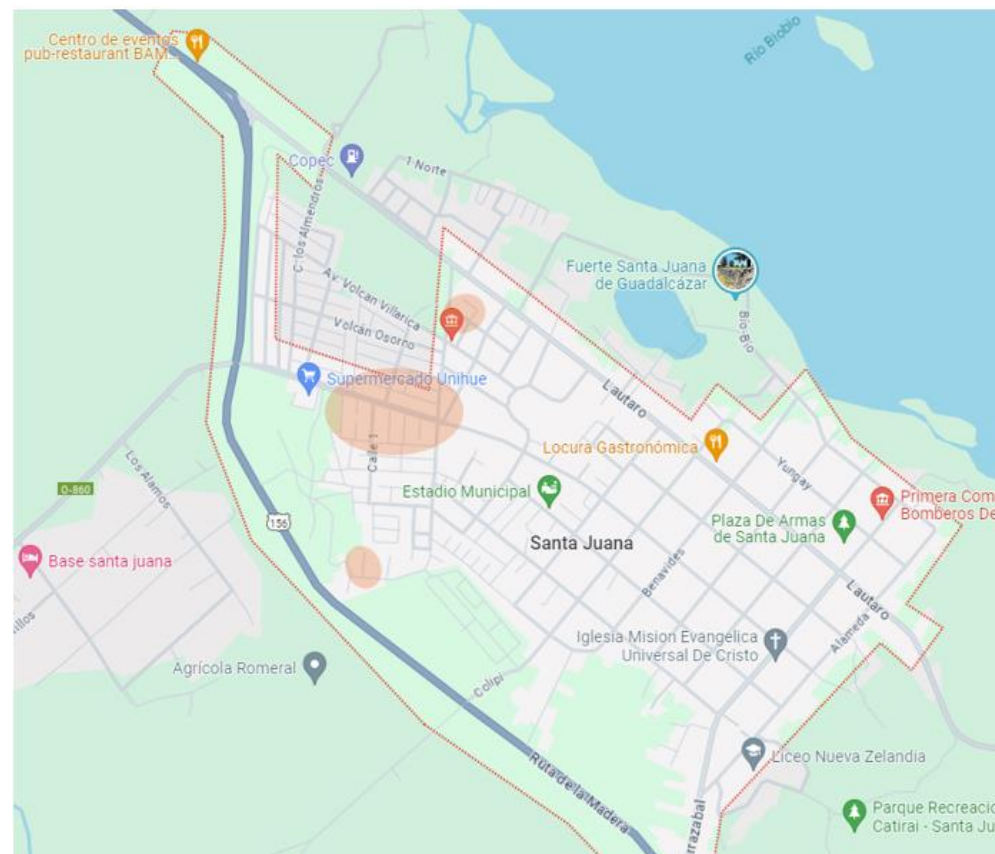 Centro de eventos
pub-restaurant BAM...
Río Biobío
Copec
1 Norte
C. los Almendros
Fuerte Santa Juana
de Guadalcázar
Bio-Bio
Av. Volcan Villarica
Volcán Osorno
Supermercado Unihue
Lautaro
Calle 1
Locura Gastronómica
Yungay
Los Alamos
O-860
Estadio Municipal
Primera Com
Bomberos De
Plaza De Armas
de Santa Juana
156
Santa Juana
Base santa juana
Benavides
Lautaro
Alameda
illos
Iglesia Mision Evangelica
Universal De Cristo
Agrícola Romeral
Colipi
Liceo Nueva Zelandia
Ruta de la Madera
rrazabal
Parque Recreacio
Catirai - Santa Ju